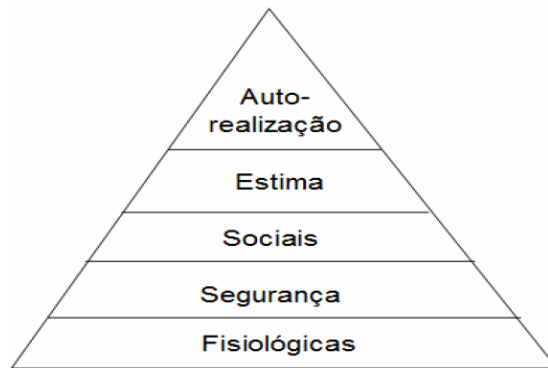 Auto-
realização
Estima
Sociais
Segurança
Fisiológicas